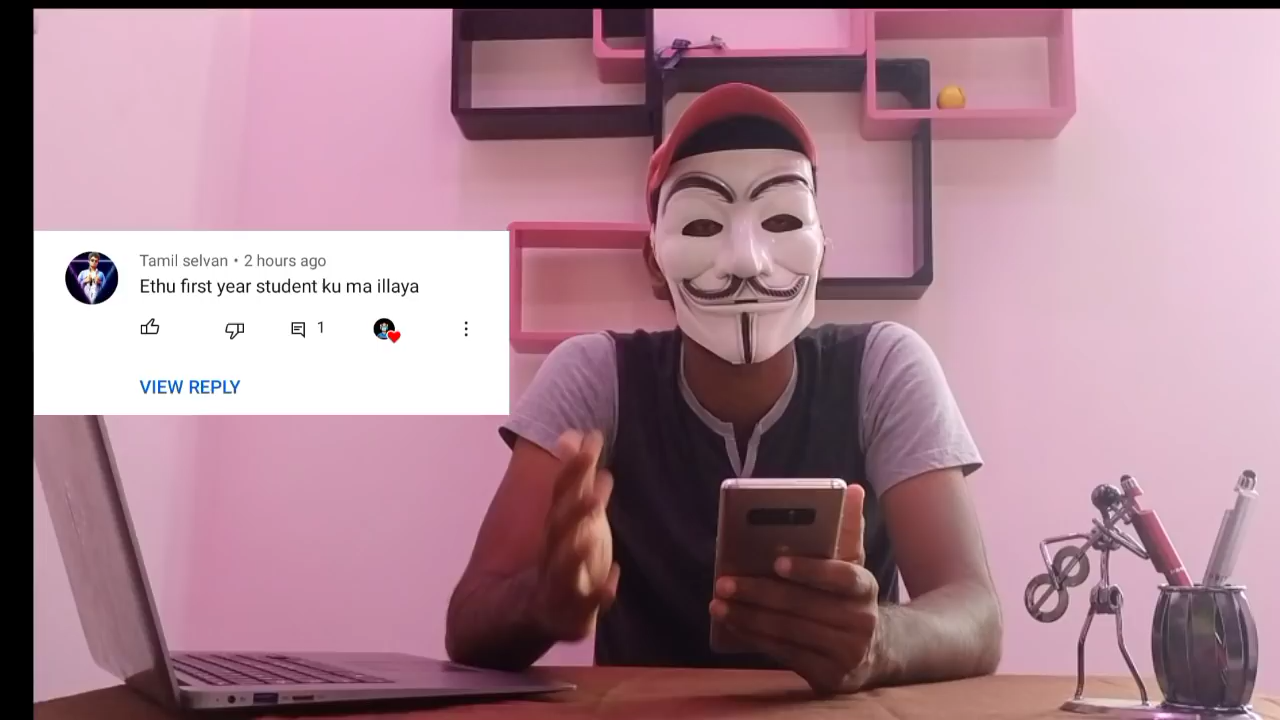 Tamil selvan • 2 hours ago
Ethu first year student ku ma illaya
1
VIEW REPLY